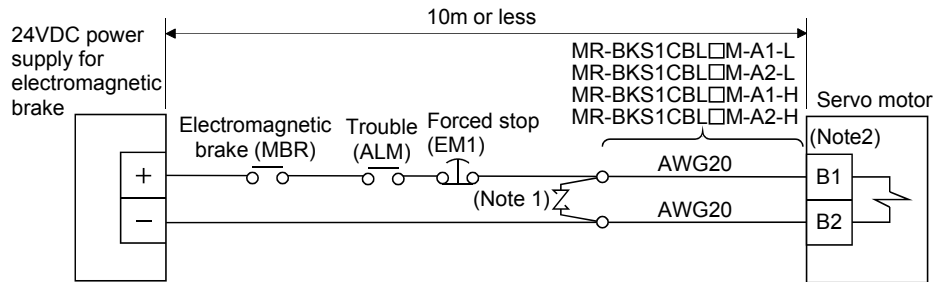 10m or less
24VDC power
supply for
electromagnetic
brake
MR-BKS1CBL□M-A1-L
MR-BKS1CBL□M-A2-L
MR-BKS1CBL□M-A1-H
MR-BKS1CBL□M-A2-H
Servo motor
Electromagnetic
brake (MBR)
Trouble
(ALM)
Forced stop
(EM1)
(Note2)
AWG20
+
B1
(Note 1)
AWG20
−
B2